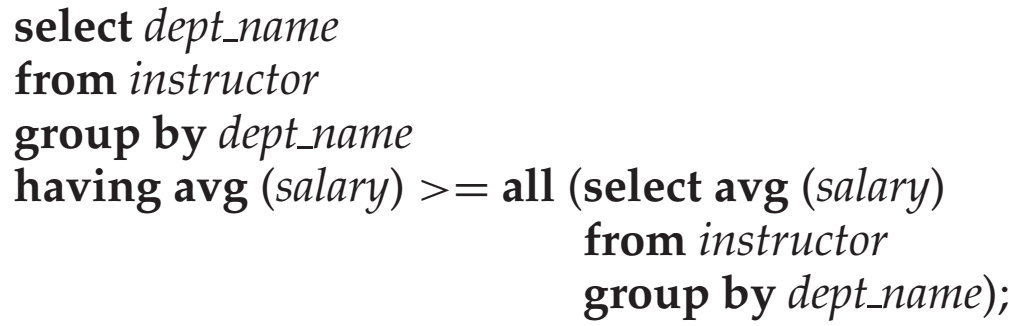 select dept_name
from instructor
group by dept_name
having avg (salary) >= all (select avg (salary)
from instructor
group by dept_name);